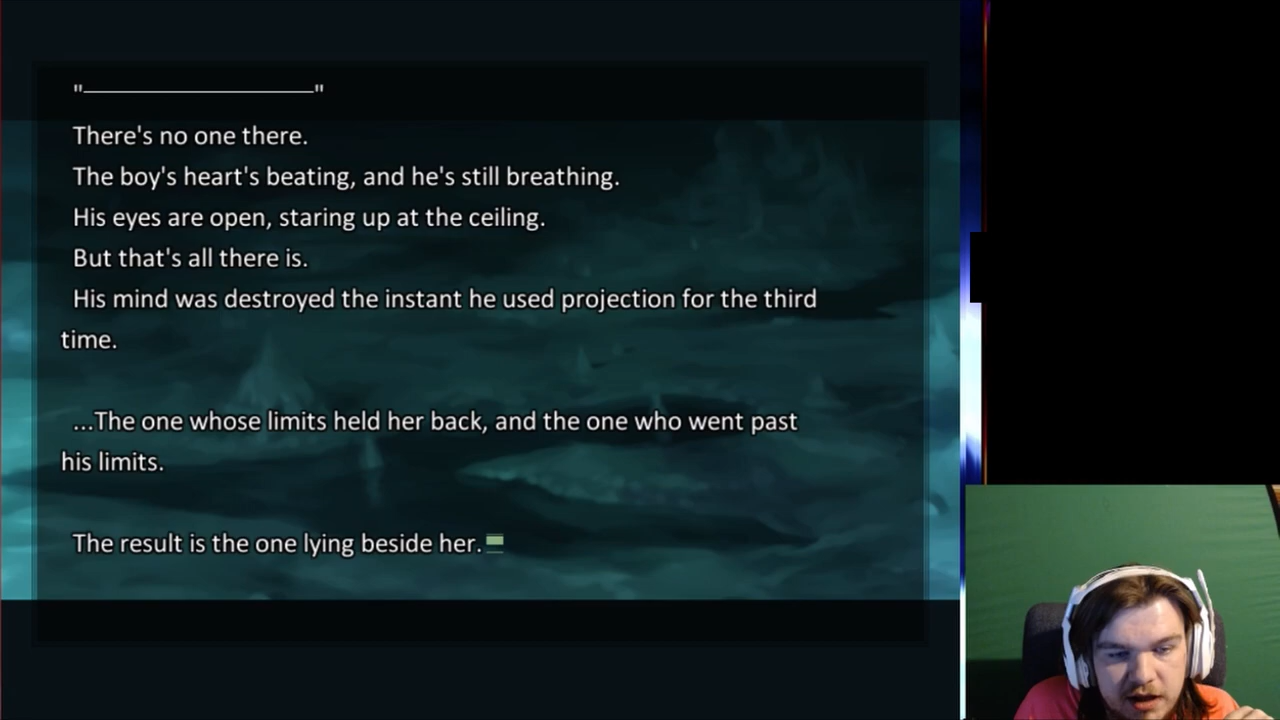 "――――――――――"
There's no one there.
The boy's heart's beating, and he's still breathing.
His eyes are open, staring up at the ceiling.
But that's all there is.
His mind was destroyed the instant he used projection for the third
time.
...The one whose limits held her back, and the one who went past
his limits.
The result is the one lying beside her.